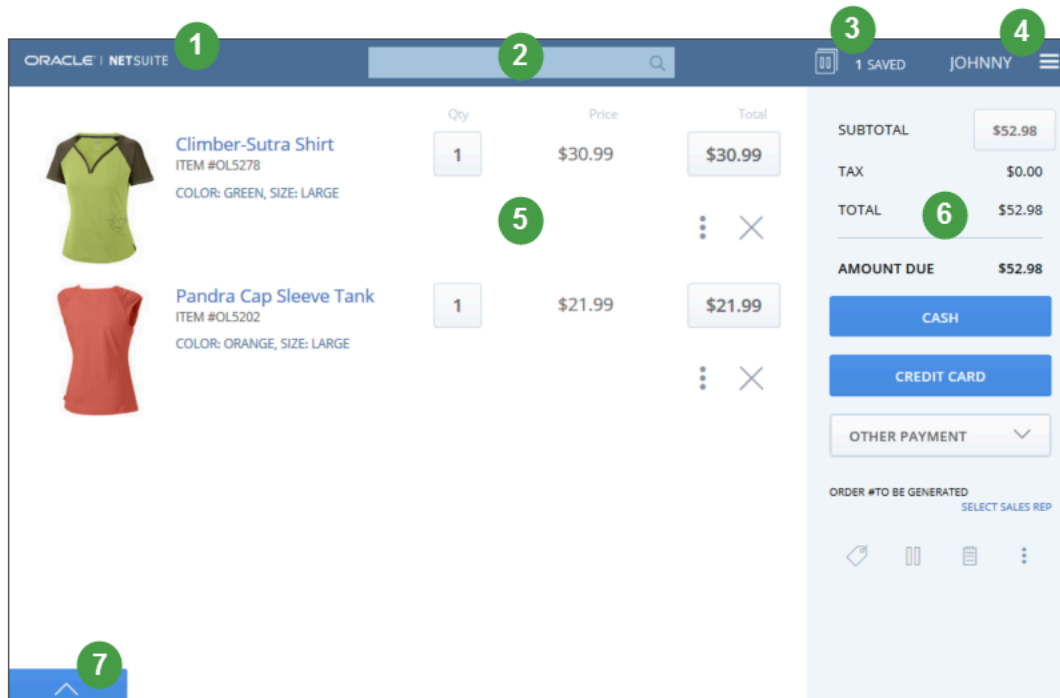 1
2
3
4
ORACLE | NETSUITE
1 SAVED
JOHNNY
Qty
Price
Total
Climber-Sutra Shirt
ITEM #OL5278
COLOR: GREEN, SIZE: LARGE
1
$30.99
$30.99
5
Pandra Cap Sleeve Tank
ITEM #OL5202
COLOR: ORANGE, SIZE: LARGE
1
$21.99
$21.99
SUBTOTAL
$52.98
TAX
$0.00
TOTAL
6
$52.98
AMOUNT DUE
$52.98
CASH
CREDIT CARD
OTHER PAYMENT
ORDER #TO BE GENERATED
SELECT SALES REP
7